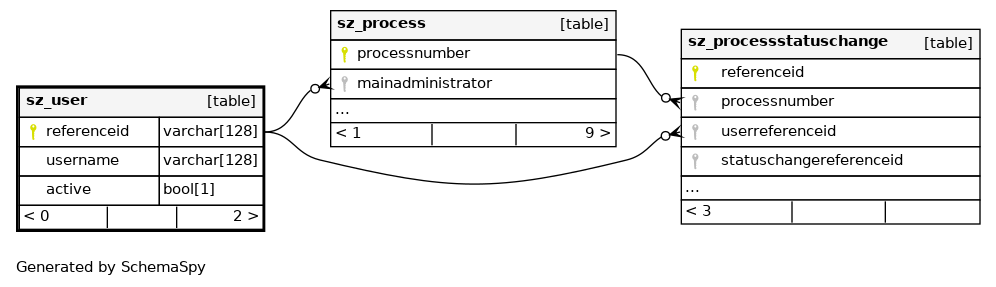 sz_user [table]
referenceid varchar[128]
username varchar[128]
active bool[1]
< 0 2 >
sz_process [table]
processnumber
mainadministrator
...
< 1 9 >
sz_processstatuschange [table]
referenceid
processnumber
userreferenceid
statuschangereferenceid
...
< 3
Generated by SchemaSpy